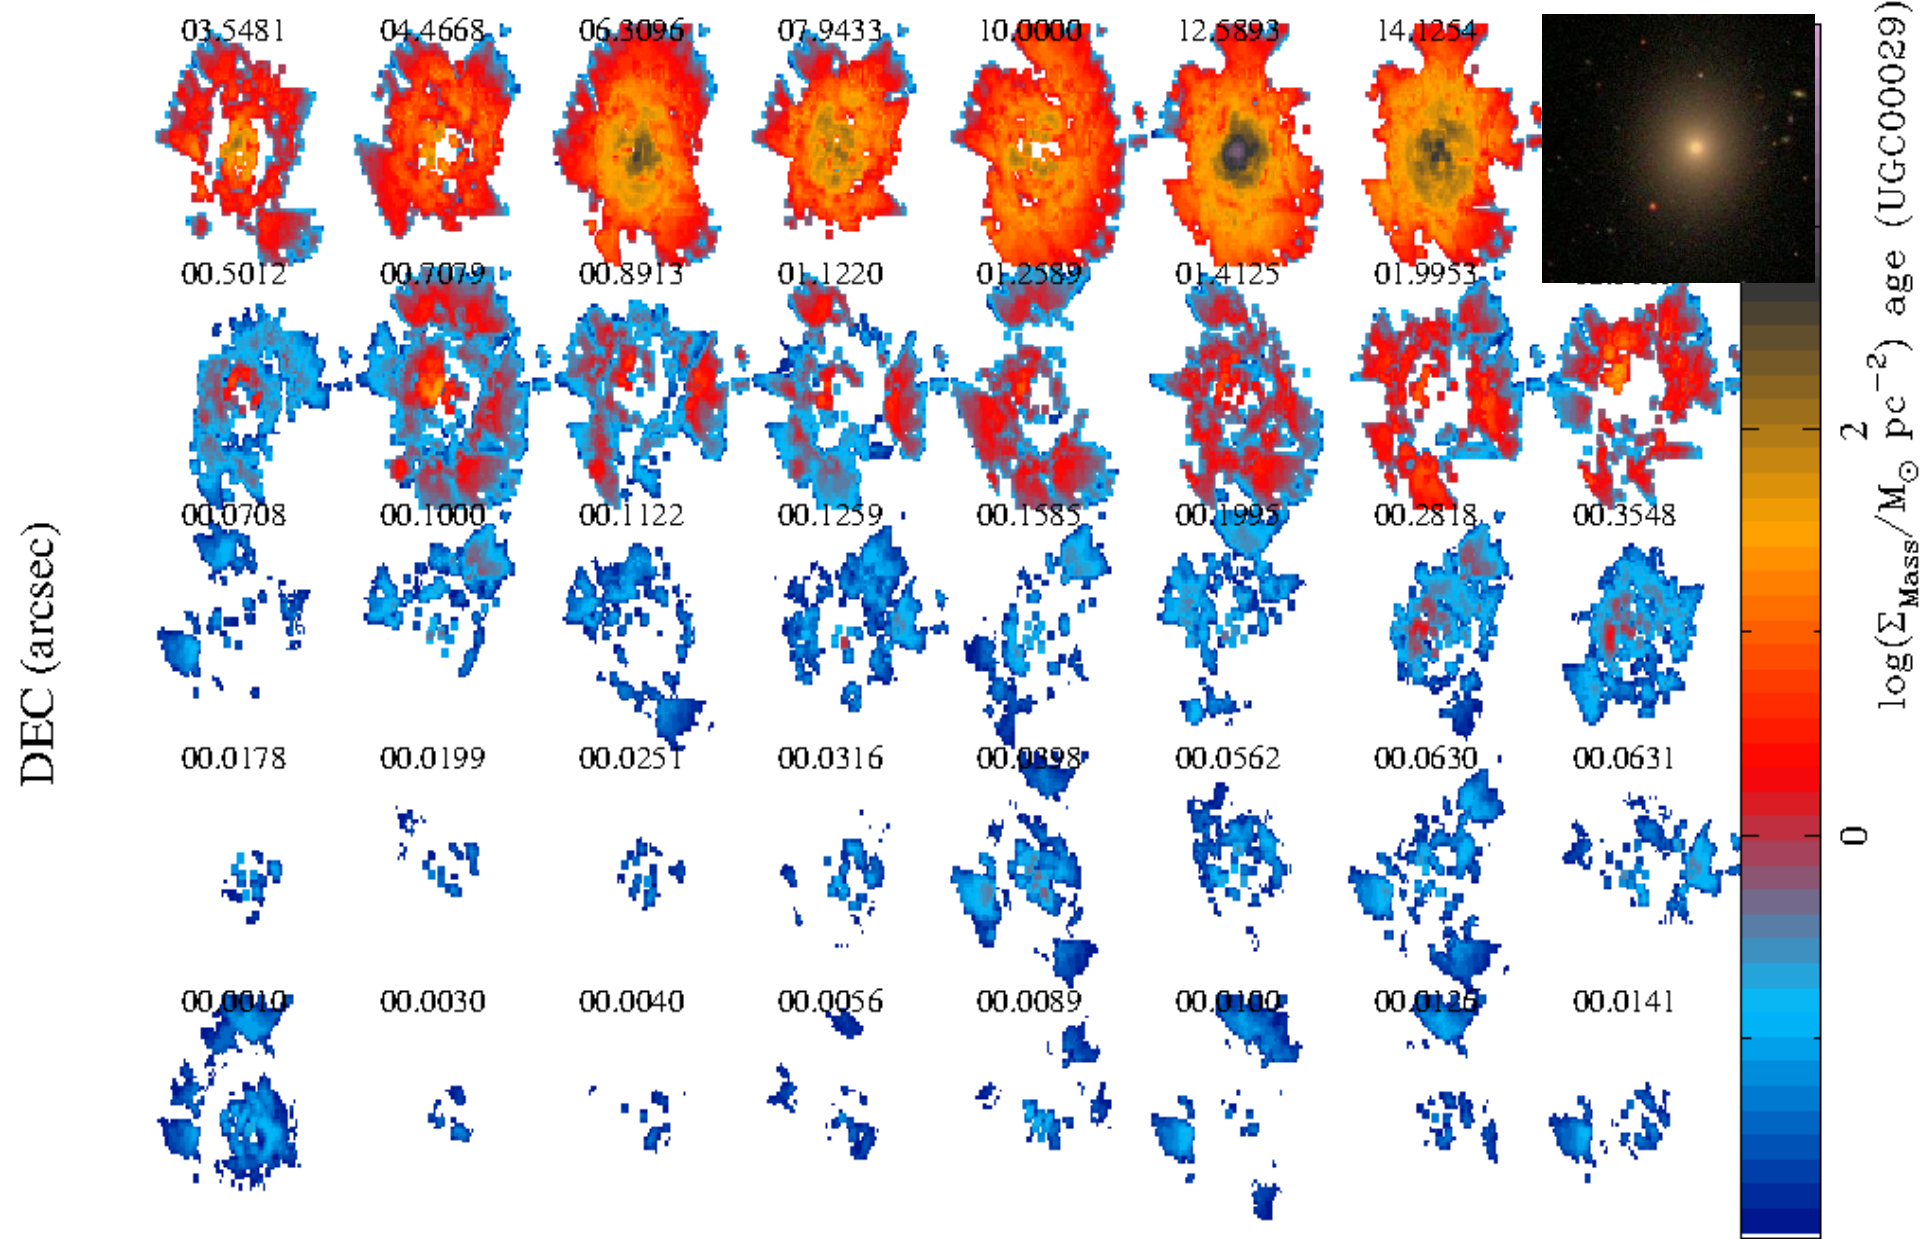 03.5481 04.4668 06.3096 07.9433 10.0000 12.5893 14.1254
00.5012 00.7079 00.8913 01.1220 01.2589 01.4125 01.9953
00.0708 00.1000 00.1122 00.1259 00.1585 00.1995 00.2818 00.3548
00.0178 00.0199 00.0251 00.0316 00.0398 00.0562 00.0630 00.0631
00.0010 00.0030 00.0040 00.0056 00.0089 00.0100 00.0126 00.0141
DEC (arcsec)
2
0
log(Σ_Mass/M_⊙ pc^−2) age (UGC00029)